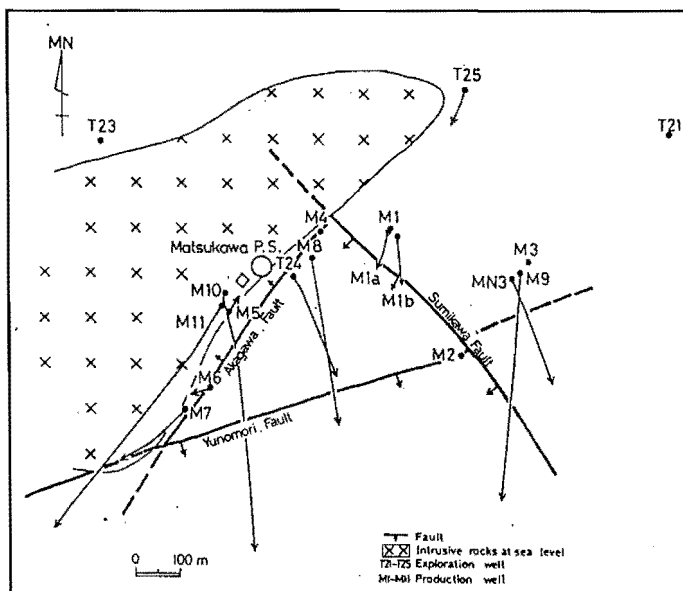 MN
T25
T23
T21
M4
M1
Matsukawa P.S.
M8
T24
M1a
M1b
M3
MN3
M9
M10
M11
M5
Akagawa Fault
Sumikawa Fault
M2
M6
M7
Yunomori Fault
0 100 m
Fault
Intrusive rocks at sea level
T21-T25 Exploration well
Production well